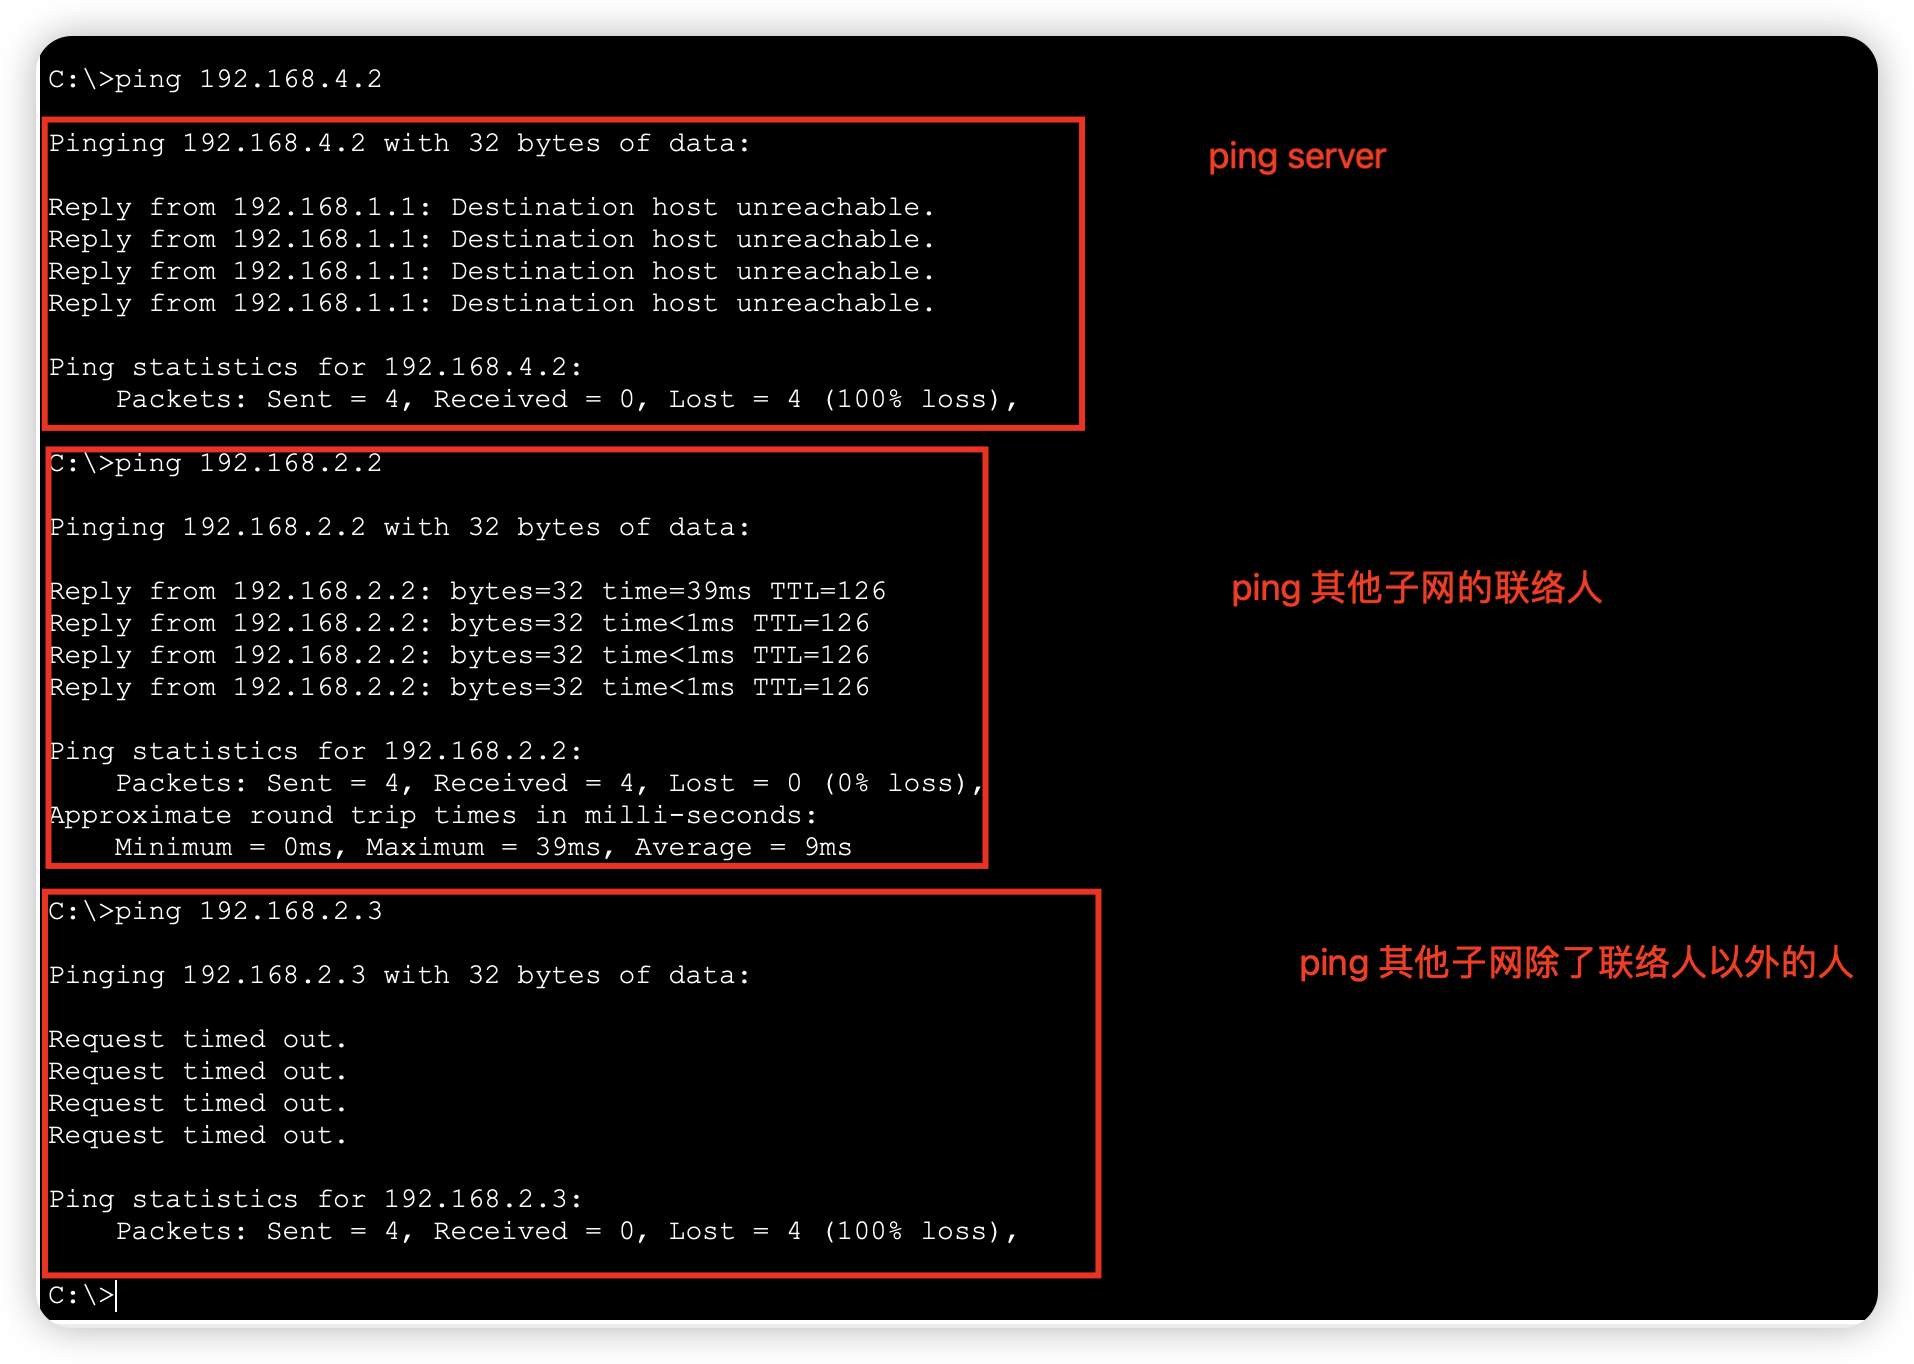 C:\>ping 192.168.4.2
Pinging 192.168.4.2 with 32 bytes of data:
ping server
Reply from 192.168.1.1: Destination host unreachable.
Reply from 192.168.1.1: Destination host unreachable.
Reply from 192.168.1.1: Destination host unreachable.
Reply from 192.168.1.1: Destination host unreachable.
Ping statistics for 192.168.4.2:
    Packets: Sent = 4, Received = 0, Lost = 4 (100% loss),
C:\>ping 192.168.2.2
Pinging 192.168.2.2 with 32 bytes of data:
ping 其他子网的联络人
Reply from 192.168.2.2: bytes=32 time=39ms TTL=126
Reply from 192.168.2.2: bytes=32 time<1ms TTL=126
Reply from 192.168.2.2: bytes=32 time<1ms TTL=126
Reply from 192.168.2.2: bytes=32 time<1ms TTL=126
Ping statistics for 192.168.2.2:
    Packets: Sent = 4, Received = 4, Lost = 0 (0% loss),
Approximate round trip times in milli-seconds:
    Minimum = 0ms, Maximum = 39ms, Average = 9ms
C:\>ping 192.168.2.3
Pinging 192.168.2.3 with 32 bytes of data:
ping 其他子网除了联络人以外的人
Request timed out.
Request timed out.
Request timed out.
Request timed out.
Ping statistics for 192.168.2.3:
    Packets: Sent = 4, Received = 0, Lost = 4 (100% loss),
C:\>